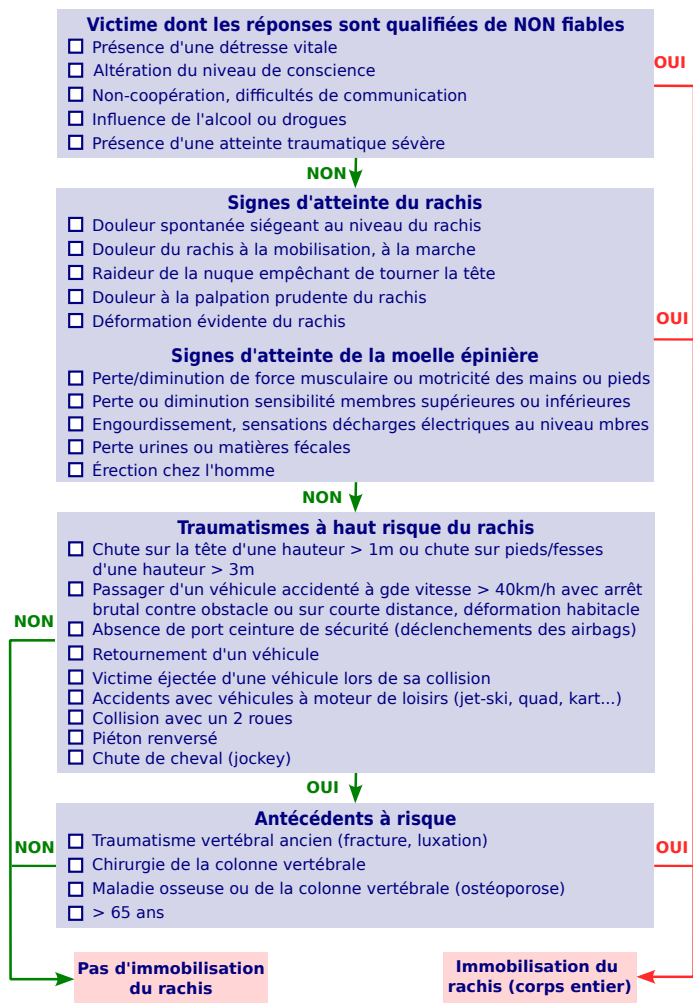 Victime dont les réponses sont qualifiées de NON fiables
Présence d'une détresse vitale
Altération du niveau de conscience
Non-coopération, difficultés de communication
Influence de l'alcool ou drogues
Présence d'une atteinte traumatique sévère
OUI
NON
Signes d'atteinte du rachis
Douleur spontanée siégeant au niveau du rachis
Douleur du rachis à la mobilisation, à la marche
Raideur de la nuque empêchant de tourner la tête
Douleur à la palpation prudente du rachis
Déformation évidente du rachis
OUI
Signes d'atteinte de la moelle épinière
Perte/diminution de force musculaire ou motricité des mains ou pieds
Perte ou diminution sensibilité membres supérieures ou inférieures
Engourdissement, sensations décharges électriques au niveau mbres
Perte urines ou matières fécales
Érection chez l'homme
NON
Traumatismes à haut risque du rachis
Chute sur la tête d'une hauteur > 1m ou chute sur pieds/fesses
d'une hauteur > 3m
Passager d'un véhicule accidenté à gde vitesse > 40km/h avec arrêt
brutal contre obstacle ou sur courte distance, déformation habitacle
Absence de port ceinture de sécurité (déclenchements des airbags)
Retournement d'un véhicule
Victime éjectée d'une véhicule lors de sa collision
Accidents avec véhicules à moteur de loisirs (jet-ski, quad, kart...)
Collision avec un 2 roues
Piéton renversé
Chute de cheval (jockey)
NON
OUI
Antécédents à risque
Traumatisme vertébral ancien (fracture, luxation)
Chirurgie de la colonne vertébrale
Maladie osseuse ou de la colonne vertébrale (ostéoporose)
> 65 ans
NON
OUI
Pas d'immobilisation
du rachis
Immobilisation du
rachis (corps entier)